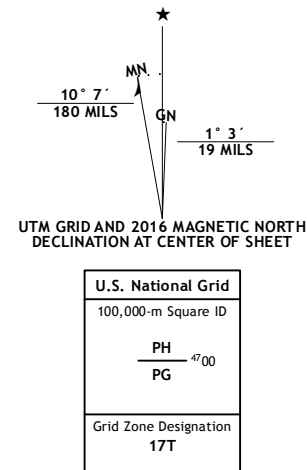 MN
GN
10° 7´
180 MILS
1° 3´
19 MILS
UTM GRID AND 2016 MAGNETIC NORTH
DECLINATION AT CENTER OF SHEET
U.S. National Grid
100,000-m Square ID
PH
4700
PG
Grid Zone Designation
17T